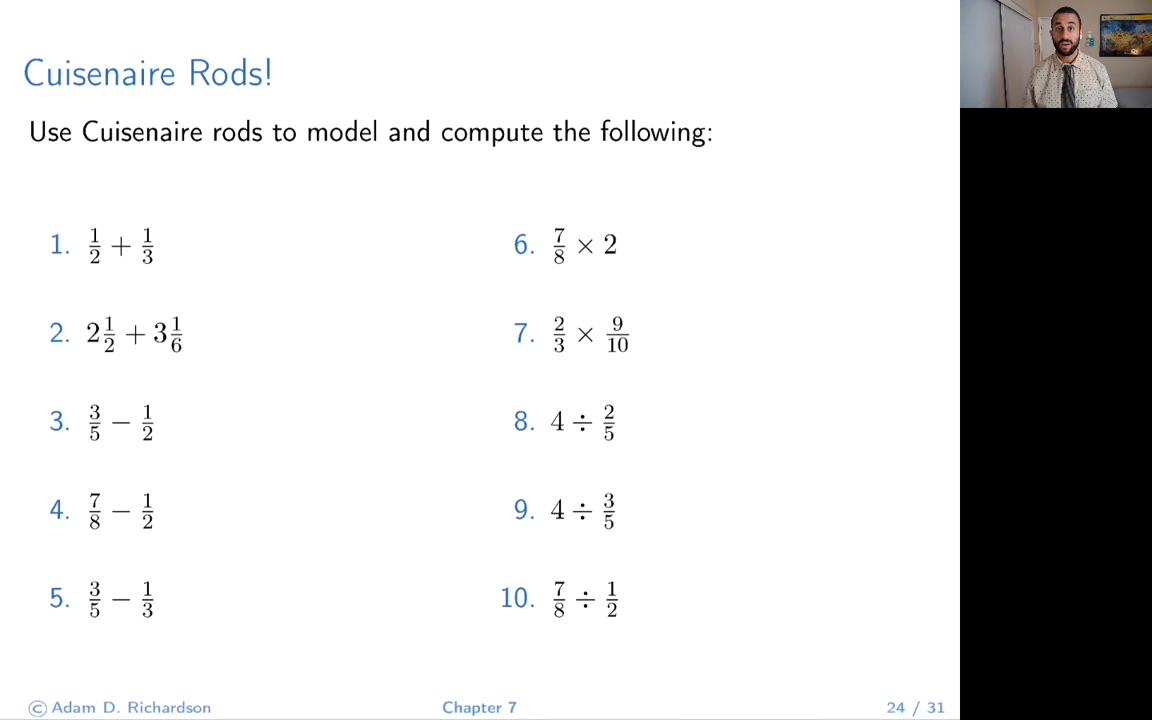 Cuisenaire Rods!
Use Cuisenaire rods to model and compute the following:
1. 1/2 + 1/3
2. 2 1/2 + 3 1/6
3. 3/5 − 1/2
4. 7/8 − 1/2
5. 3/5 − 1/3
6. 7/8 × 2
7. 2/3 × 9/10
8. 4 ÷ 2/5
9. 4 ÷ 3/5
10. 7/8 ÷ 1/2
© Adam D. Richardson Chapter 7 24 / 31